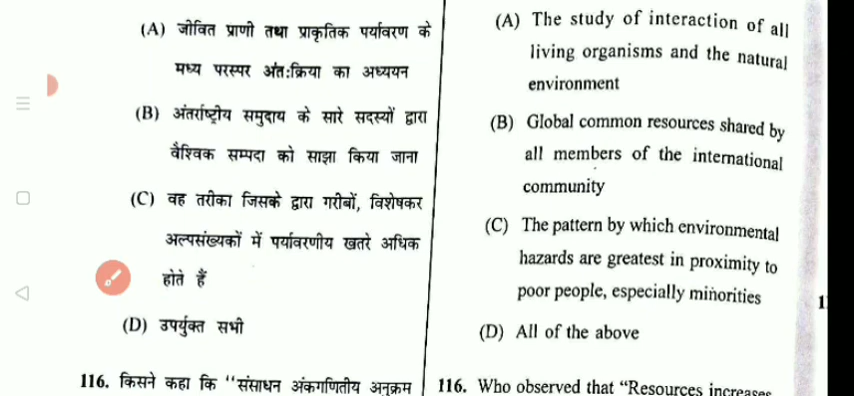 (A) जीवित प्राणी तथा प्राकृतिक पर्यावरण के
मध्य परस्पर अंत:क्रिया का अध्ययन
(B) अंतर्राष्ट्रीय समुदाय के सारे सदस्यों द्वारा
वैश्विक सम्पदा को साझा किया जाना
(C) वह तरीका जिसके द्वारा गरीबों, विशेषकर
अल्पसंख्यकों में पर्यावरणीय खतरे अधिक
होते हैं
(D) उपर्युक्त सभी
116. किसने कहा कि “संसाधन अंकगणितीय अनुक्रम
(A) The study of interaction of all
living organisms and the natural
environment
(B) Global common resources shared by
all members of the international
community
(C) The pattern by which environmental
hazards are greatest in proximity to
poor people, especially minorities
(D) All of the above
116. Who observed that “Resources increases